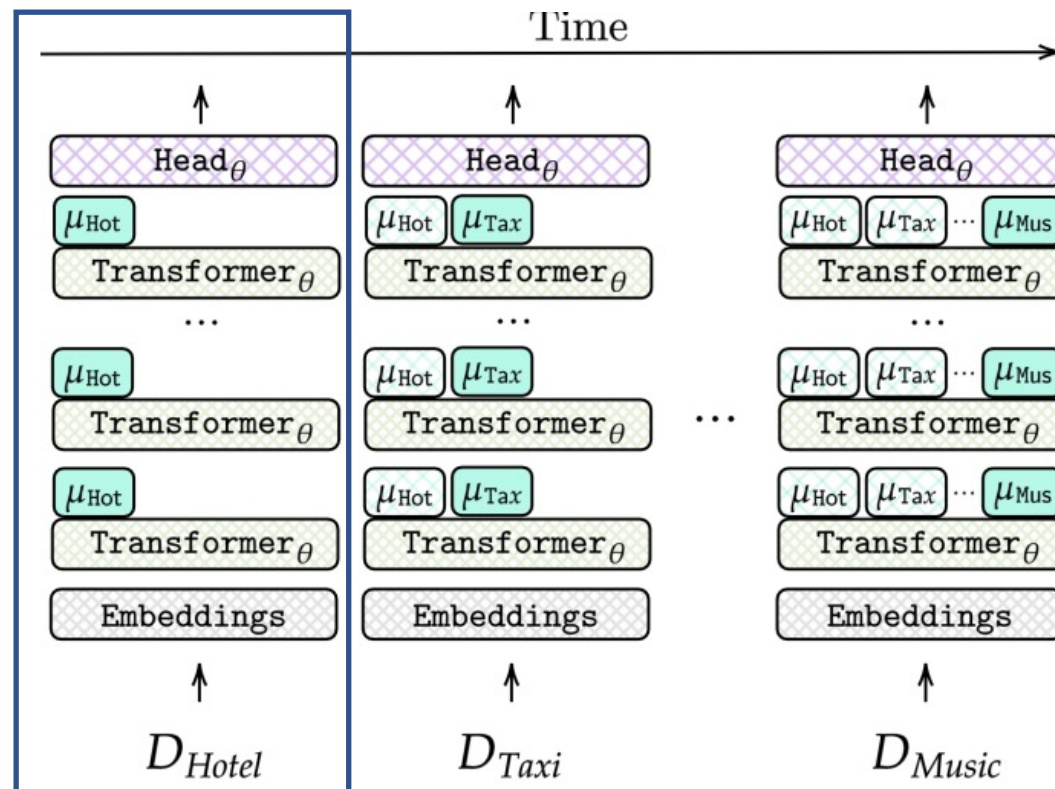 Time
Head_θ Head_θ Head_θ
μ_Hot μ_Hot μ_Tax μ_Hot μ_Tax ... μ_Mus
Transformer_θ Transformer_θ Transformer_θ
... ... ...
μ_Hot μ_Hot μ_Tax μ_Hot μ_Tax ... μ_Mus
Transformer_θ Transformer_θ ... Transformer_θ
μ_Hot μ_Hot μ_Tax μ_Hot μ_Tax ... μ_Mus
Transformer_θ Transformer_θ Transformer_θ
Embeddings Embeddings Embeddings
D_Hotel D_Taxi D_Music